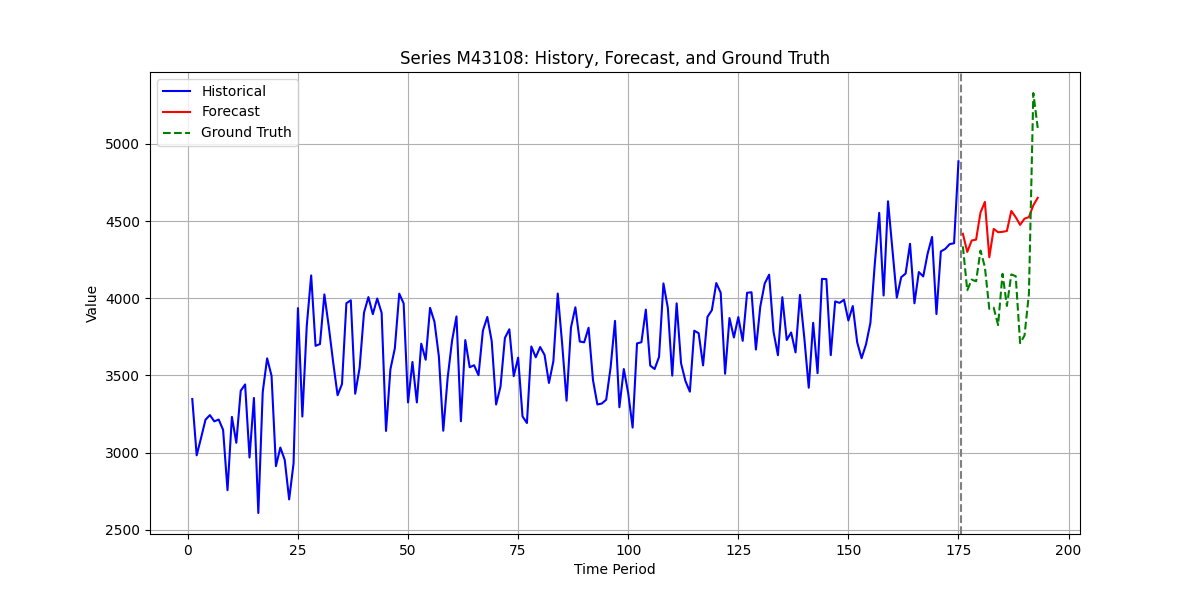 Series M43108: History, Forecast, and Ground Truth
Historical
Forecast
Ground Truth
Value
5000
4500
4000
3500
3000
2500
0 25 50 75 100 125 150 175 200
Time Period